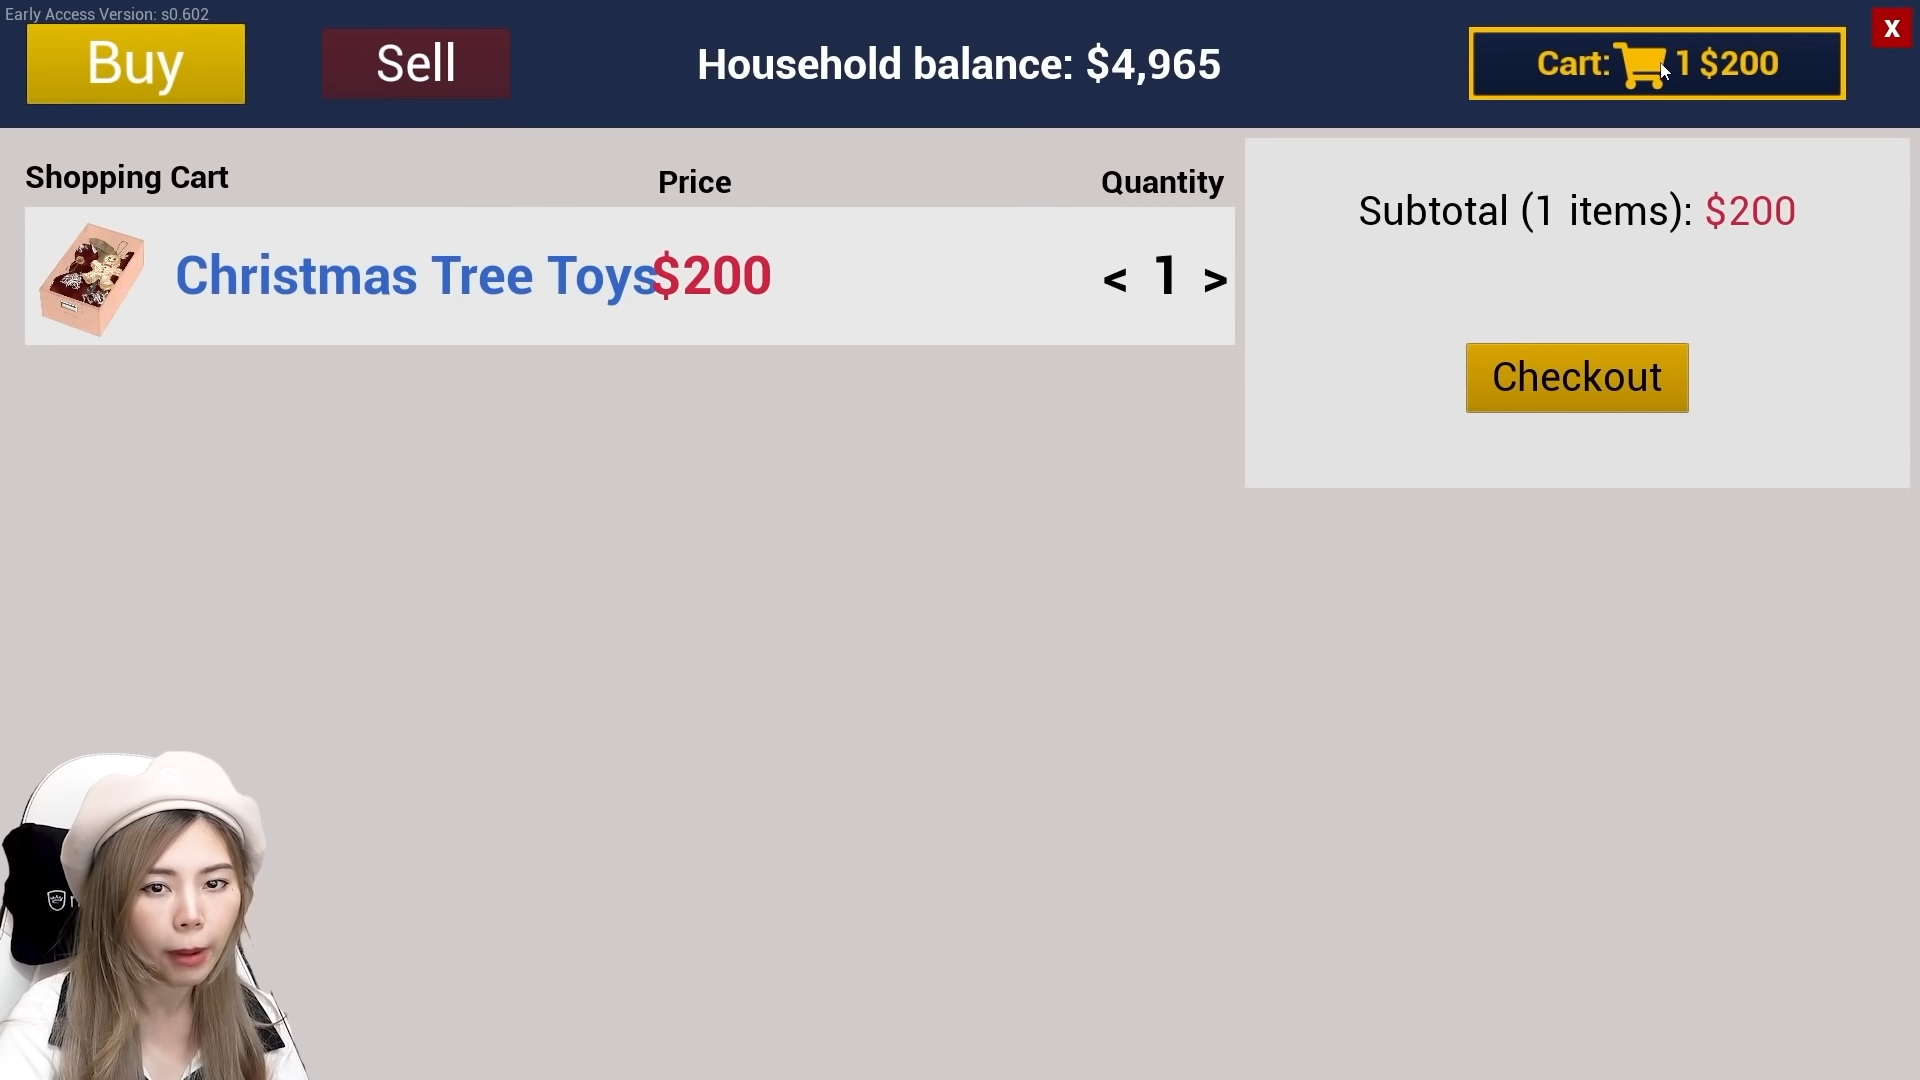 Early Access Version: s0.602
Buy
Sell
Household balance: $4,965
Cart: 1 $200
X
Shopping Cart
Price
Quantity
Christmas Tree Toys
$200
< 1 >
Subtotal (1 items): $200
Checkout